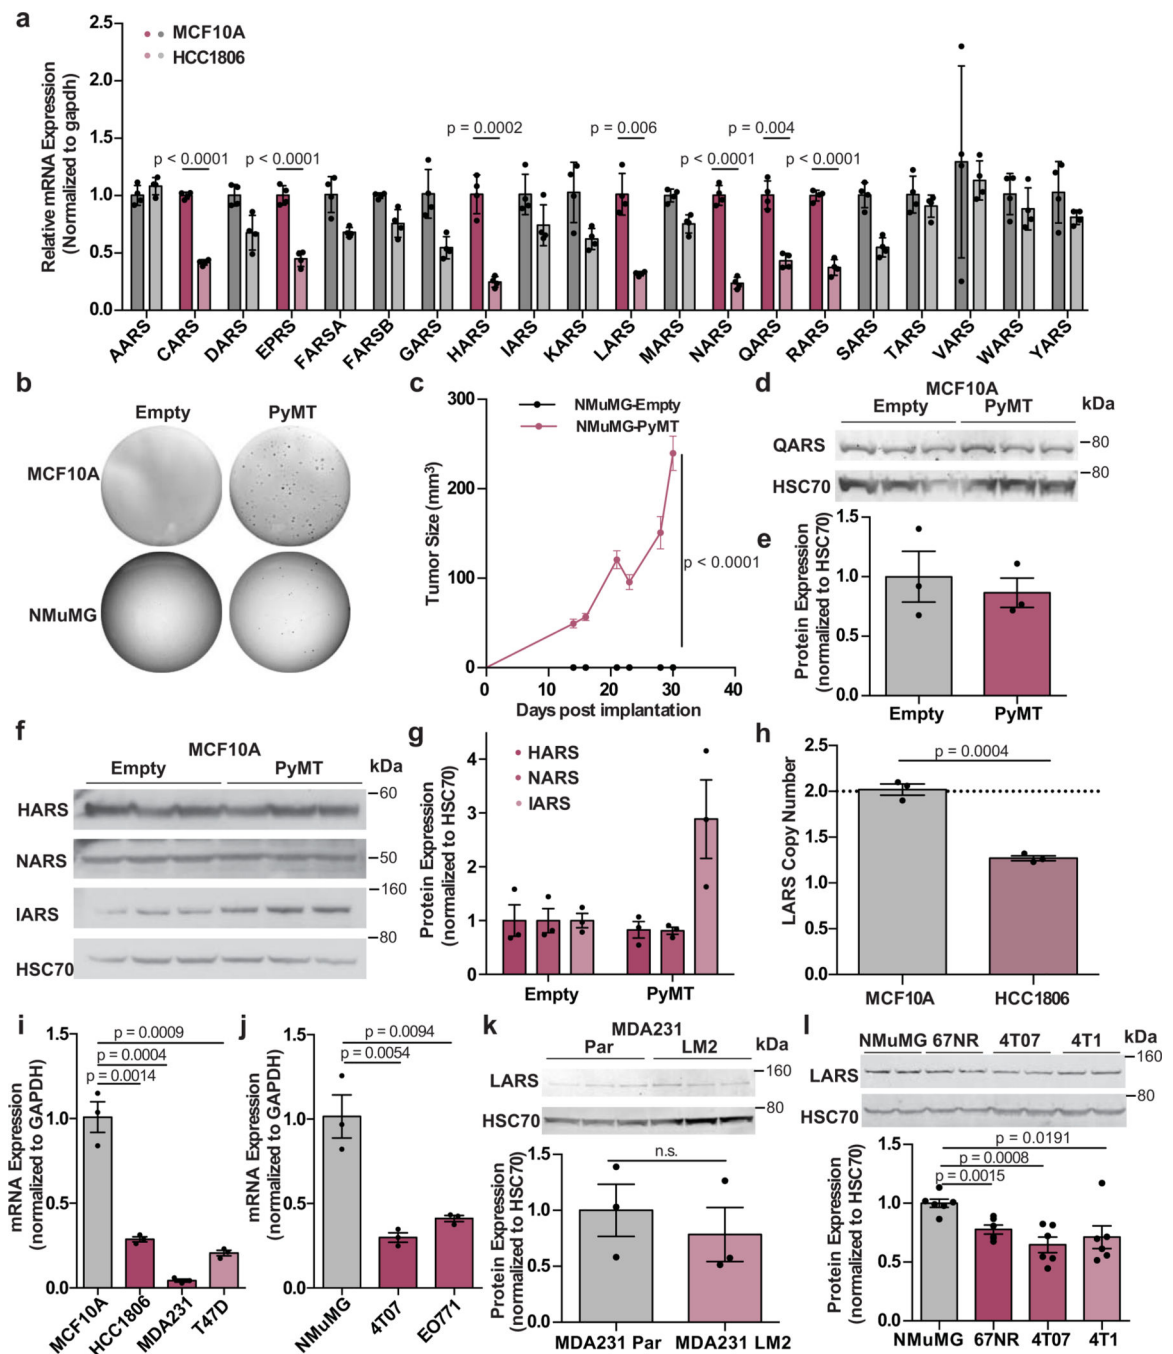 a
MCF10A
HCC1806
Relative mRNA Expression
(Normalized to gapdh)
2.5
2.0
1.5
1.0
0.5
0.0
p < 0.0001
p < 0.0001
p = 0.0002
p = 0.006
p < 0.0001
p = 0.004
p < 0.0001
AARS
CARS
DARS
EPRS
FARSA
FARSB
GARS
HARS
IARS
KARS
LARS
MARS
NARS
QARS
RARS
SARS
TARS
VARS
WARS
YARS
b
Empty
PyMT
MCF10A
NMuMG
c
NMuMG-Empty
NMuMG-PyMT
Tumor Size (mm³)
300
200
100
0
p < 0.0001
0
10
20
30
40
Days post implantation
d
MCF10A
Empty
PyMT
kDa
QARS
80
HSC70
80
e
Protein Expression
(normalized to HSC70)
1.5
1.0
0.5
0.0
Empty
PyMT
f
MCF10A
Empty
PyMT
kDa
HARS
60
NARS
50
IARS
160
HSC70
80
g
HARS
NARS
IARS
Protein Expression
(normalized to HSC70)
4
3
2
1
0
Empty
PyMT
h
p = 0.0004
LARS Copy Number
2.5
2.0
1.5
1.0
0.5
0.0
MCF10A
HCC1806
i
p = 0.0009
p = 0.0004
p = 0.0014
mRNA Expression
(normalized to GAPDH)
1.5
1.0
0.5
0.0
MCF10A
HCC1806
MDA231
T47D
j
p = 0.0094
p = 0.0054
mRNA Expression
(normalized to GAPDH)
1.5
1.0
0.5
0.0
NMuMG
4T07
EO771
k
MDA231
Par
LM2
kDa
LARS
160
HSC70
80
n.s.
Protein Expression
(normalized to HSC70)
1.5
1.0
0.5
0.0
MDA231 Par
MDA231 LM2
l
NMuMG
67NR
4T07
4T1
kDa
LARS
160
HSC70
80
p = 0.0191
p = 0.0008
p = 0.0015
Protein Expression
(normalized to HSC70)
1.5
1.0
0.5
0.0
NMuMG
67NR
4T07
4T1